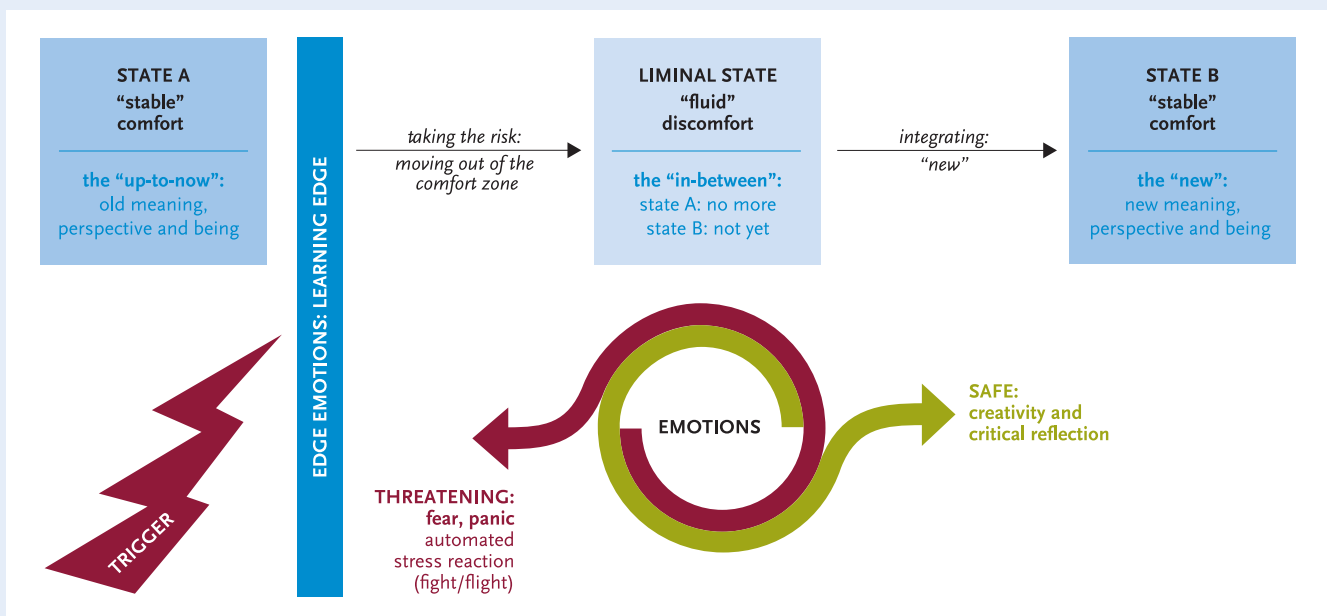 STATE A
“stable”
comfort
the “up-to-now”:
old meaning,
perspective and being
EDGE EMOTIONS: LEARNING EDGE
taking the risk:
moving out of the
comfort zone
LIMINAL STATE
“fluid”
discomfort
the “in-between”:
state A: no more
state B: not yet
integrating:
“new”
STATE B
“stable”
comfort
the “new”:
new meaning,
perspective and being
TRIGGER
THREATENING:
fear, panic
automated
stress reaction
(fight/flight)
EMOTIONS
SAFE:
creativity and
critical reflection